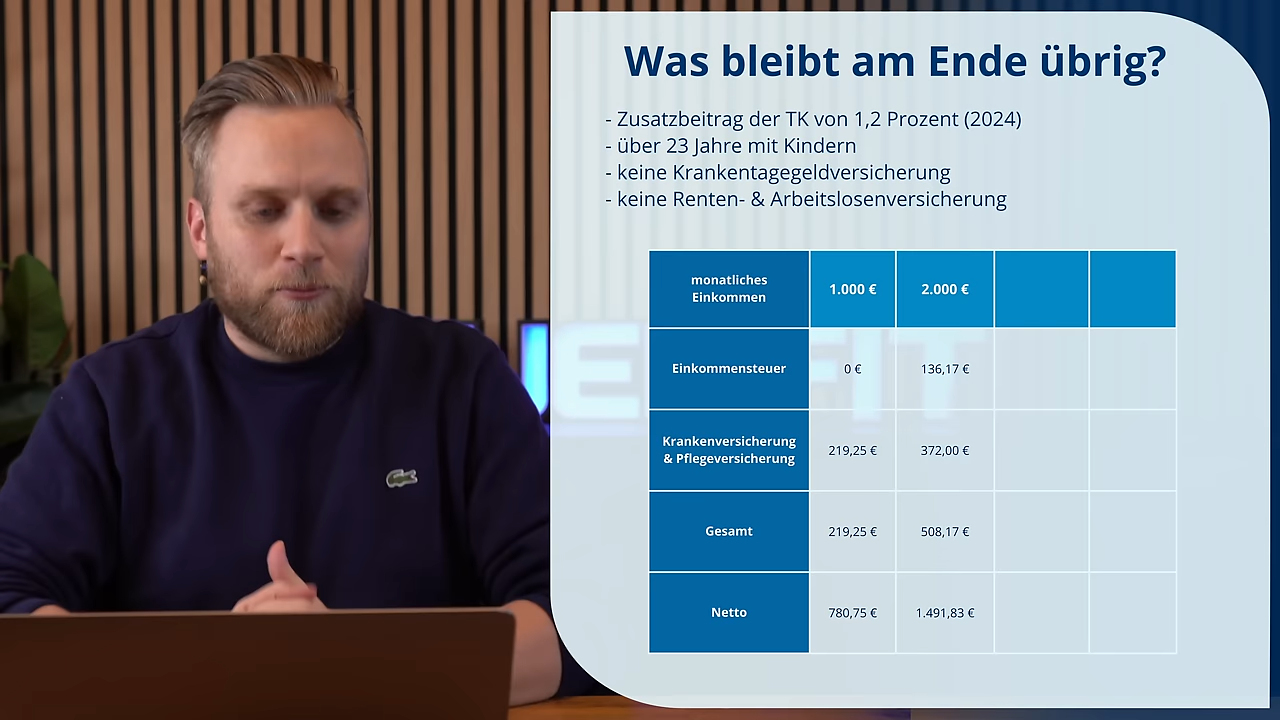 Was bleibt am Ende übrig?
- Zusatzbeitrag der TK von 1,2 Prozent (2024)
- über 23 Jahre mit Kindern
- keine Krankentagegeldversicherung
- keine Renten- & Arbeitslosenversicherung
monatliches
Einkommen
1.000 €
2.000 €
Einkommensteuer
0 €
136,17 €
Krankenversicherung
& Pflegeversicherung
219,25 €
372,00 €
Gesamt
219,25 €
508,17 €
Netto
780,75 €
1.491,83 €